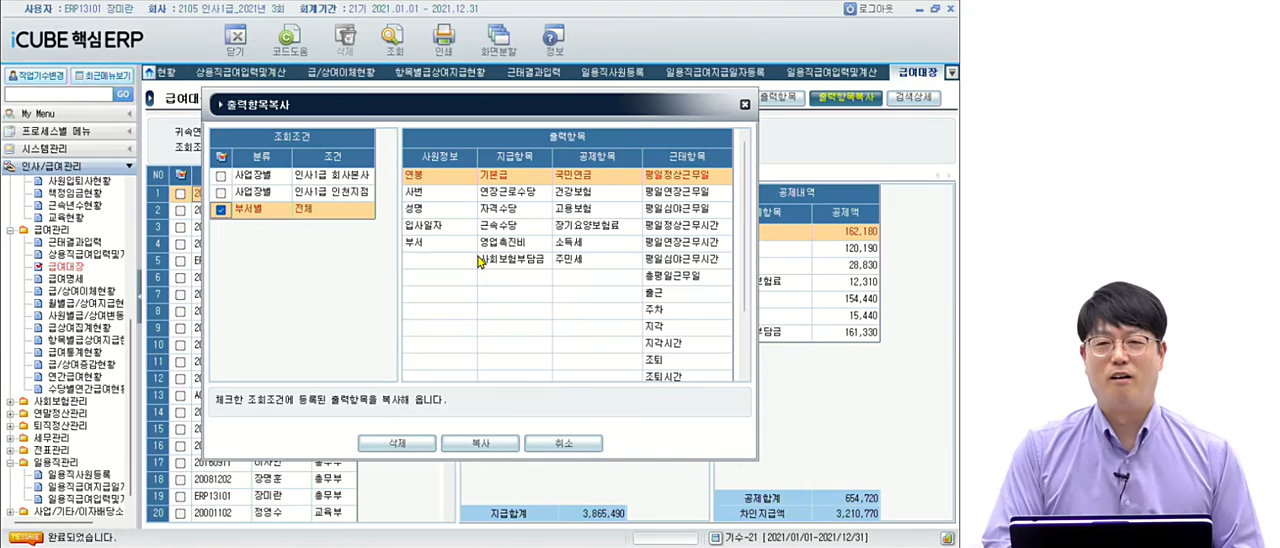 사용자 : ERP13I01 장미란 회사 : 2105 인사1급_2021년 3회 회계기간 : 21기 2021.01.01 - 2021.12.31 로그아웃
iCUBE 핵심ERP
닫기 코드도움 삭제 조회 인쇄 화면분할 정보
작업기수변경 최근메뉴보기
현황 상용직급여입력및계산 급/상여이체현황 항목별급상여지급현황 근태결과입력 일용직사원등록 일용직급여지급일자등록 일용직급여입력및계산 급여대장
GO
급여대 출력항목 출력항목복사 검색상세
My Menu
프로세스별 메뉴
시스템관리
인사/급여관리
사원입퇴사현황
책정임금현황
근속년수현황
교육현황
급여관리
근태결과입력
상용직급여입력및
급여대장
급여명세
급/상여이체현황
월별급/상여지급현
사원별급/상여변동
급상여집계현황
항목별급상여지급
급여통계현황
급/상여증감현황
연간급여현황
수당별연간급여현
사회보험관리
연말정산관리
퇴직정산관리
세무관리
전표관리
일용직관리
일용직사원등록
일용직급여지급일
일용직급여입력및
사업/기타/이자배당소
귀속연
조회조
출력항목복사
조회조건
분류 조건
사업장별 인사1급 회사본사
사업장별 인사1급 인천지점
부서별 전체
출력항목
사원정보 지급항목 공제항목 근태항목
연봉 기본급 국민연금 평일정상근무일
사번 연장근로수당 건강보험 평일연장근무일
성명 자격수당 고용보험 평일심야근무일
입사일자 근속수당 장기요양보험료 평일정상근무시간
부서 영업촉진비 소득세 평일연장근무시간
사회보험부담금 주민세 평일심야근무시간
총평일근무일
출근
주차
지각
지각시간
조퇴
조퇴시간
체크한 조회조건에 등록된 출력항목을 복사해 옵니다.
삭제 복사 취소
NO
1
2
3
4
5
6
7
8
9
10
11
12
13
14
15
16
17
18 20081202 장명훈 총무부
19 ERP13I01 장미란 총무부
20 20001102 정영수 교육부
공제내역
항목 공제액
162,180
120,190
28,830
보험료 12,310
154,440
15,440
부담금 161,330
지급합계 3,865,490
공제합계 654,720
차인지급액 3,210,770
MESSAGE 완료되었습니다. 기수-21 [2021/01/01~2021/12/31]